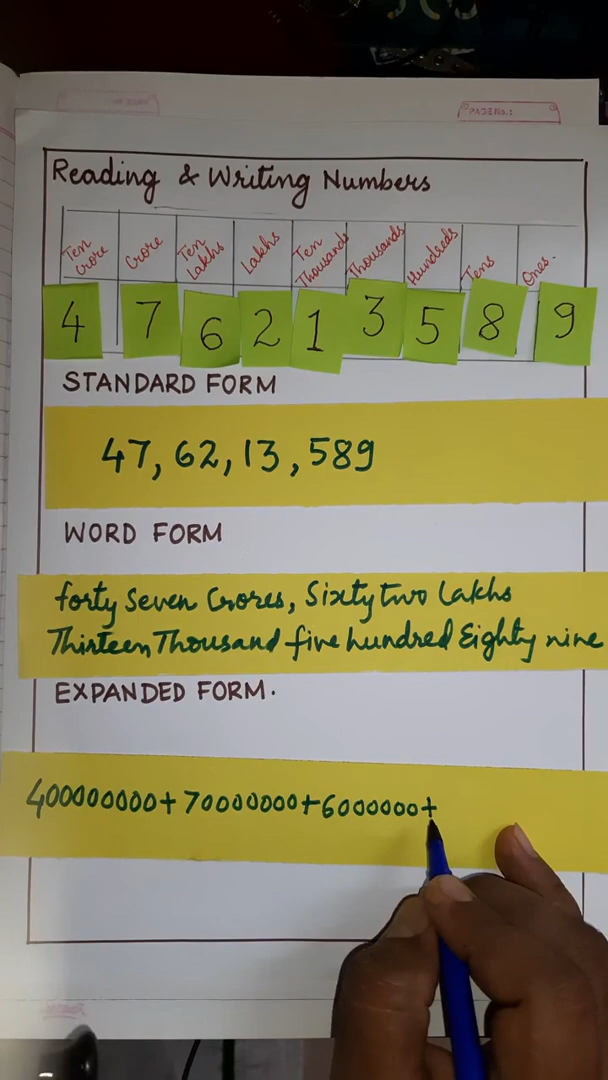 PAGE No.:
Reading & Writing Numbers
Ten Crore Crore Ten Lakhs Lakhs Ten Thousands Thousands Hundreds Tens Ones.
4 7 6 2 1 3 5 8 9
STANDARD FORM
47,62,13,589
WORD FORM
forty Seven Crores, Sixty two Lakhs
Thirteen Thousand five hundred Eighty nine
EXPANDED FORM.
400000000+70000000+6000000+